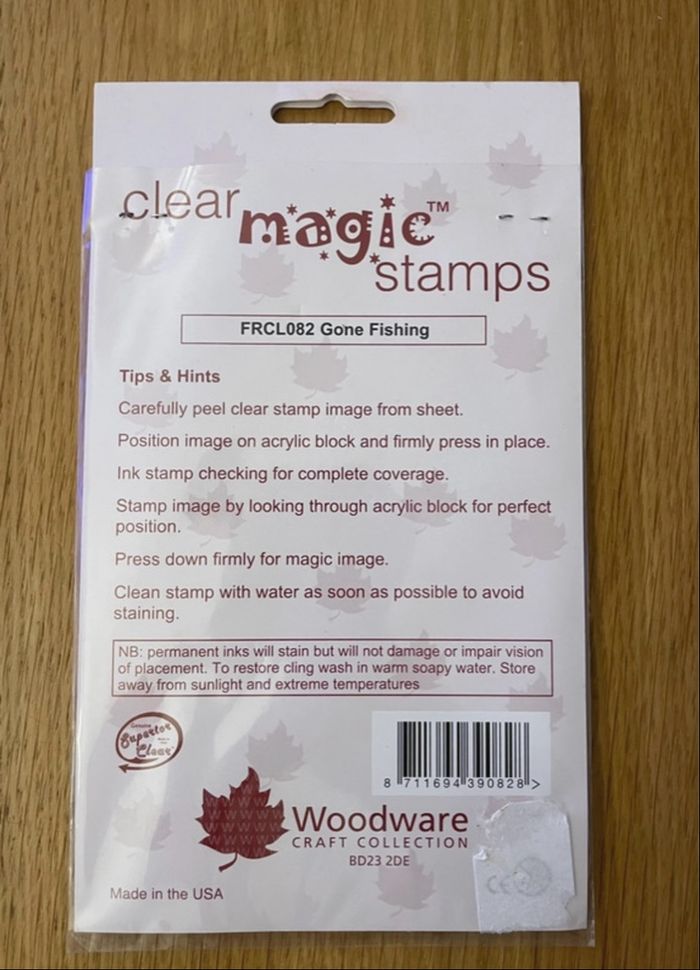 clear magic™
stamps
FRCL082 Gone Fishing
Tips & Hints
Carefully peel clear stamp image from sheet.
Position image on acrylic block and firmly press in place.
Ink stamp checking for complete coverage.
Stamp image by looking through acrylic block for perfect
position.
Press down firmly for magic image.
Clean stamp with water as soon as possible to avoid
staining.
NB: permanent inks will stain but will not damage or impair vision
of placement. To restore cling wash in warm soapy water. Store
away from sunlight and extreme temperatures
Genuine
Superior
Clear
8 711694 390828 >
Woodware
CRAFT COLLECTION
BD23 2DE
CE
Made in the USA